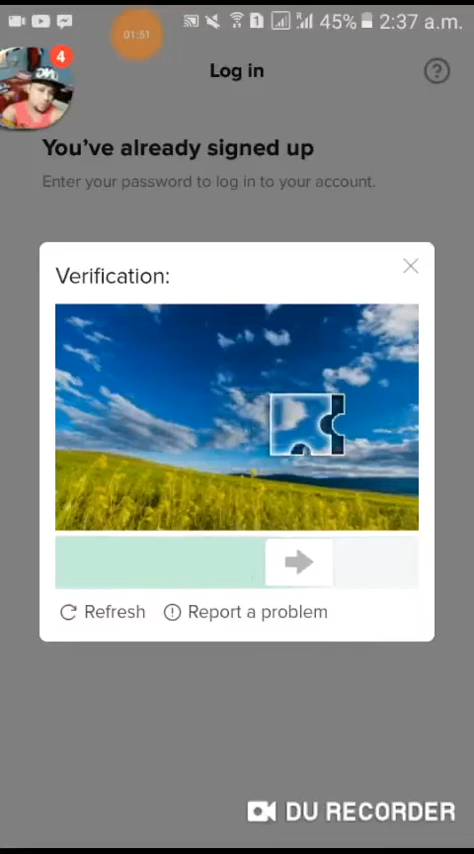 01:51
1
45%
2:37 a.m.
4
Log in
?
You've already signed up
Enter your password to log in to your account.
Verification:
Refresh
Report a problem
DU RECORDER